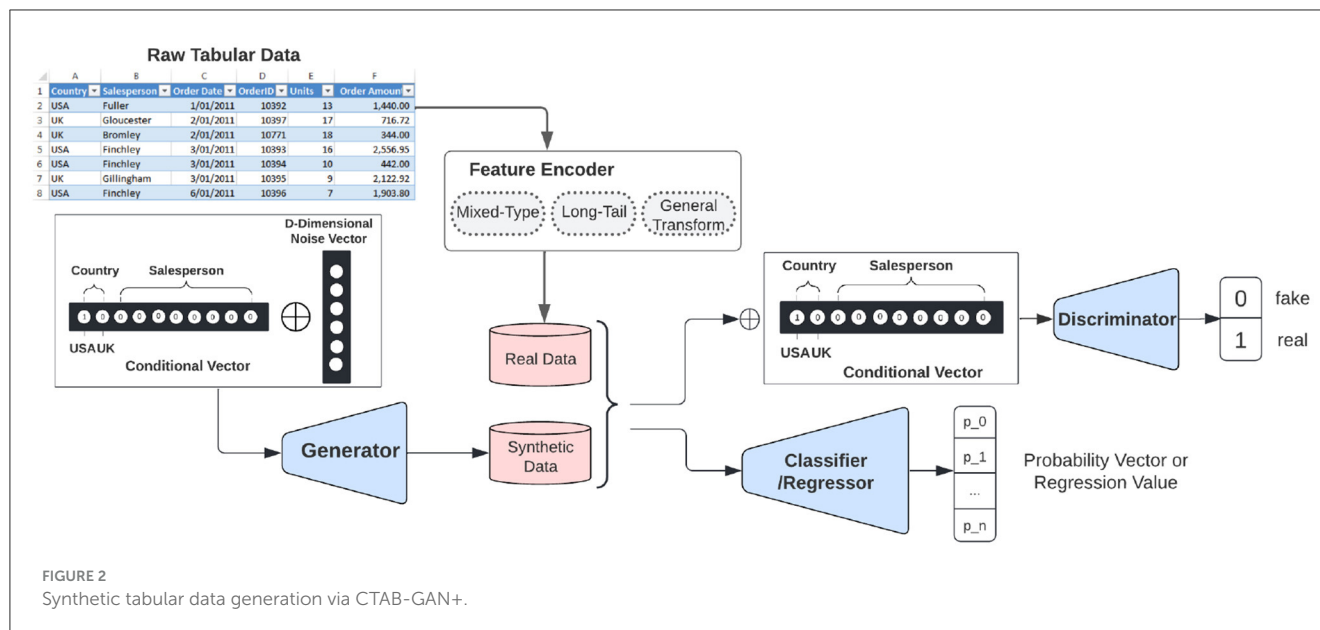 Raw Tabular Data
A B C D E F
1 Country Salesperson Order Date OrderID Units Order Amount
2 USA Fuller 1/01/2011 10392 13 1,440.00
3 UK Gloucester 2/01/2011 10397 17 716.72
4 UK Bromley 2/01/2011 10771 18 344.00
5 USA Finchley 3/01/2011 10393 16 2,556.95
6 USA Finchley 3/01/2011 10394 10 442.00
7 UK Gillingham 3/01/2011 10395 9 2,122.92
8 USA Finchley 6/01/2011 10396 7 1,903.80
Feature Encoder
Mixed-Type
Long-Tail
General
Transform
D-Dimensional
Noise Vector
Country Salesperson
1 0 0 0 0 0 0 0 0 0
USA UK
Conditional Vector
Generator
Real Data
Synthetic
Data
Country Salesperson
1 0 0 0 0 0 0 0 0 0
USA UK
Conditional Vector
Discriminator
0 fake
1 real
Classifier
/Regressor
p_0
p_1
...
p_n
Probability Vector or
Regression Value
FIGURE 2
Synthetic tabular data generation via CTAB-GAN+.